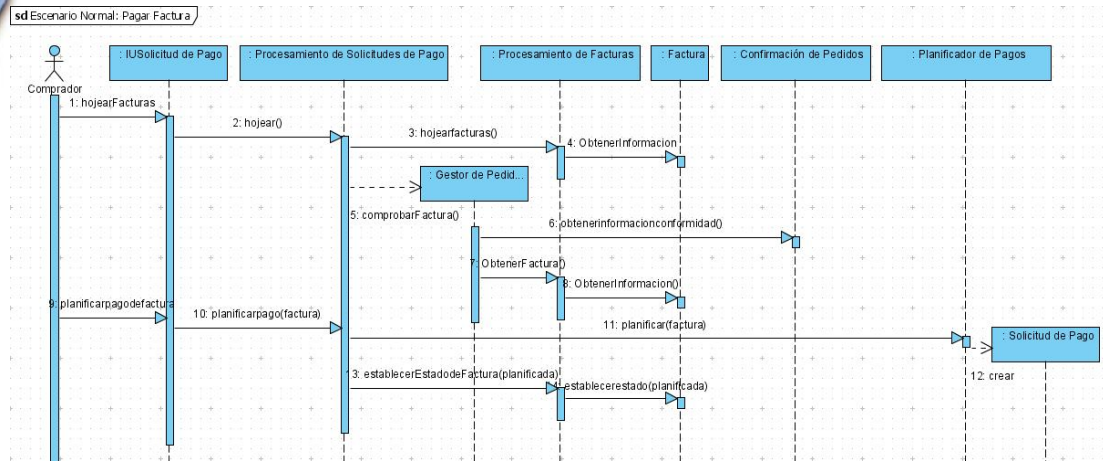 sd Escenario Normal: Pagar Factura
: IUSolicitud de Pago
: Procesamiento de Solicitudes de Pago
: Procesamiento de Facturas
: Factura
: Confirmación de Pedidos
: Planificador de Pagos
Comprador
1: hojearFacturas
2: hojear()
3: hojearfacturas()
4: ObtenerInformacion
: Gestor de Pedid...
5: comprobarFactura()
6: obtenerinformacionconformidad()
7: ObtenerFactura()
8: ObtenerInformacion()
9: planificarpagodefactura
10: planificarpago(factura)
11: planificar(factura)
: Solicitud de Pago
12: crear
13: establecerEstadodeFactura(planificada)
14: establecerestado(planificada)